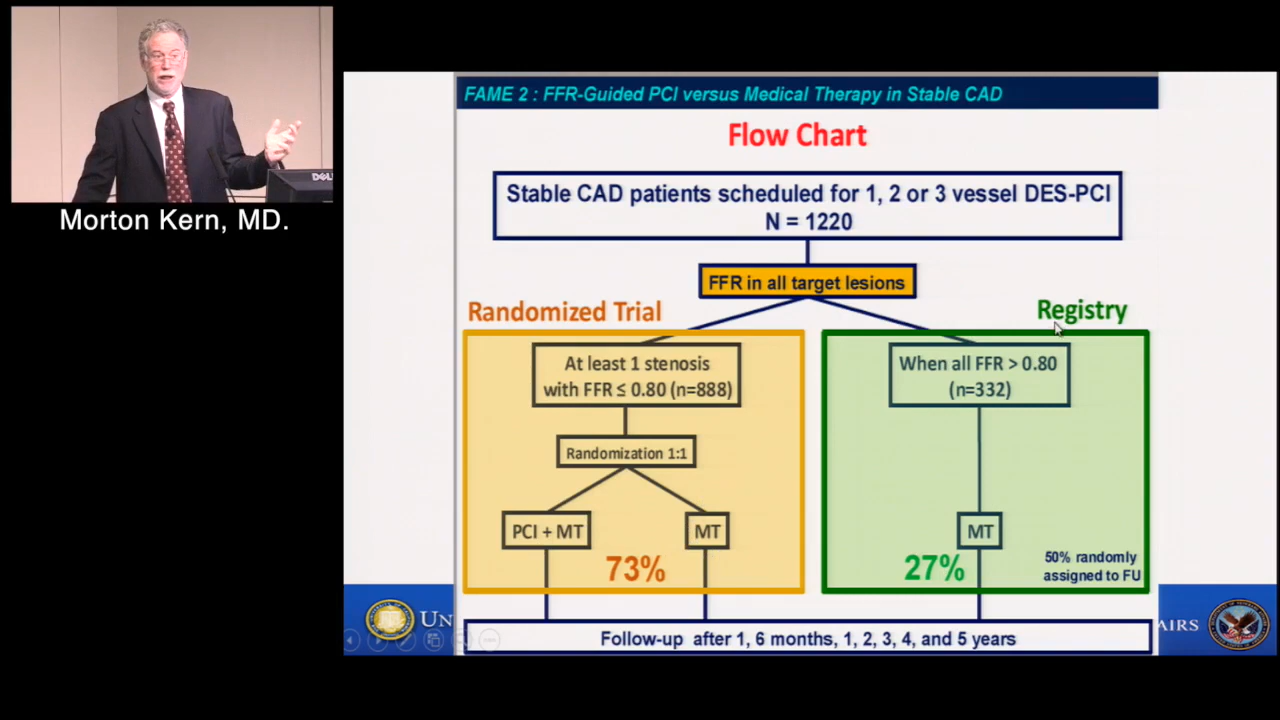 DELL
Morton Kern, MD.
FAME 2 : FFR-Guided PCI versus Medical Therapy in Stable CAD
Flow Chart
Stable CAD patients scheduled for 1, 2 or 3 vessel DES-PCI
N = 1220
FFR in all target lesions
Randomized Trial
Registry
At least 1 stenosis
with FFR ≤ 0.80 (n=888)
When all FFR > 0.80
(n=332)
Randomization 1:1
PCI + MT
MT
MT
73%
27%
50% randomly
assigned to FU
UN
AIRS
Follow-up after 1, 6 months, 1, 2, 3, 4, and 5 years